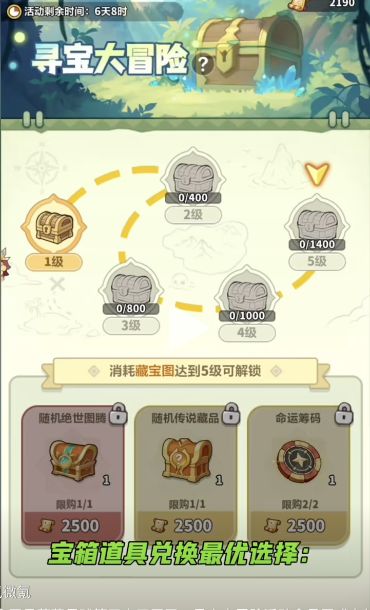 活动剩余时间：6天8时
2190
寻宝大冒险 ?
0/400
2级
1级
0/1400
5级
0/800
3级
0/1000
4级
消耗藏宝图达到5级可解锁
随机绝世图腾 随机传说藏品 命运筹码
1 1 1
限购1/1 限购1/1 限购2/2
2500 2500 2500
宝箱道具兑换最优选择：
微氪